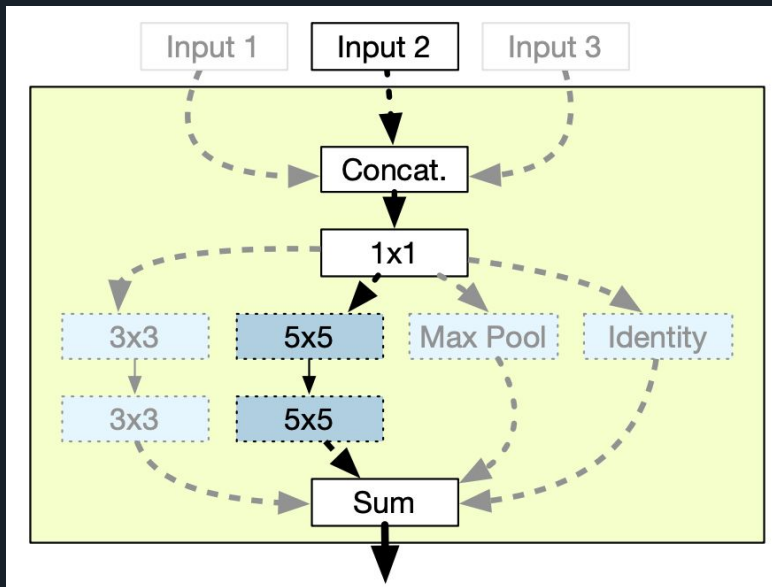 Input 1
Input 2
Input 3
Concat.
1x1
3x3
5x5
Max Pool
Identity
3x3
5x5
Sum